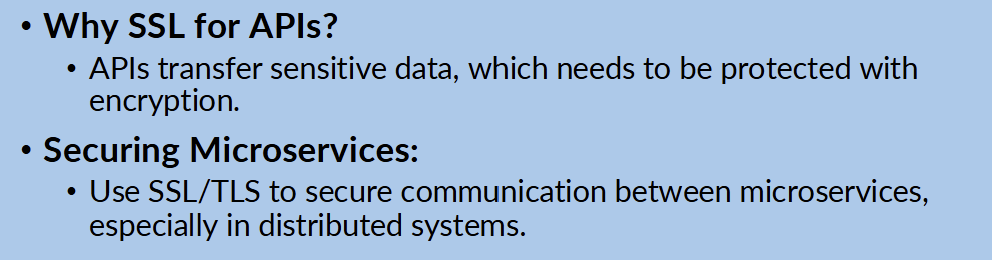 • Why SSL for APIs?
• APIs transfer sensitive data, which needs to be protected with
encryption.
• Securing Microservices:
• Use SSL/TLS to secure communication between microservices,
especially in distributed systems.